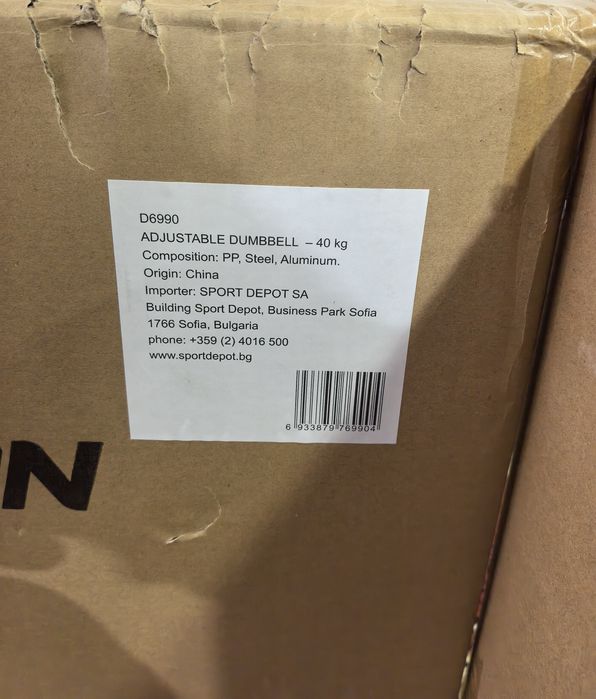 D6990
ADJUSTABLE DUMBBELL – 40 kg
Composition: PP, Steel, Aluminum.
Origin: China
Importer: SPORT DEPOT SA
Building Sport Depot, Business Park Sofia
1766 Sofia, Bulgaria
phone: +359 (2) 4016 500
www.sportdepot.bg
6 933879 769904
N